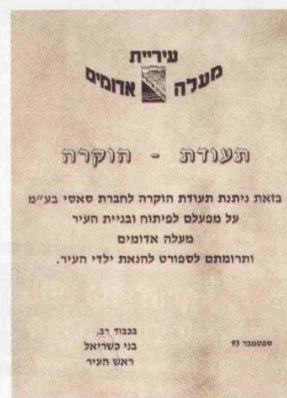 עיריית
מעלה אדומים
תעודת - הוקרה
בזאת ניתנת תעודת הוקרה לחברת סאסי בע"מ
על מפעלם לפיתוח ובניית העיר
מעלה אדומים
ותרומתם לספורט להנאת ילדי העיר.
בכבוד רב,
בני כשריאל
ראש העיר
ספטמבר 93